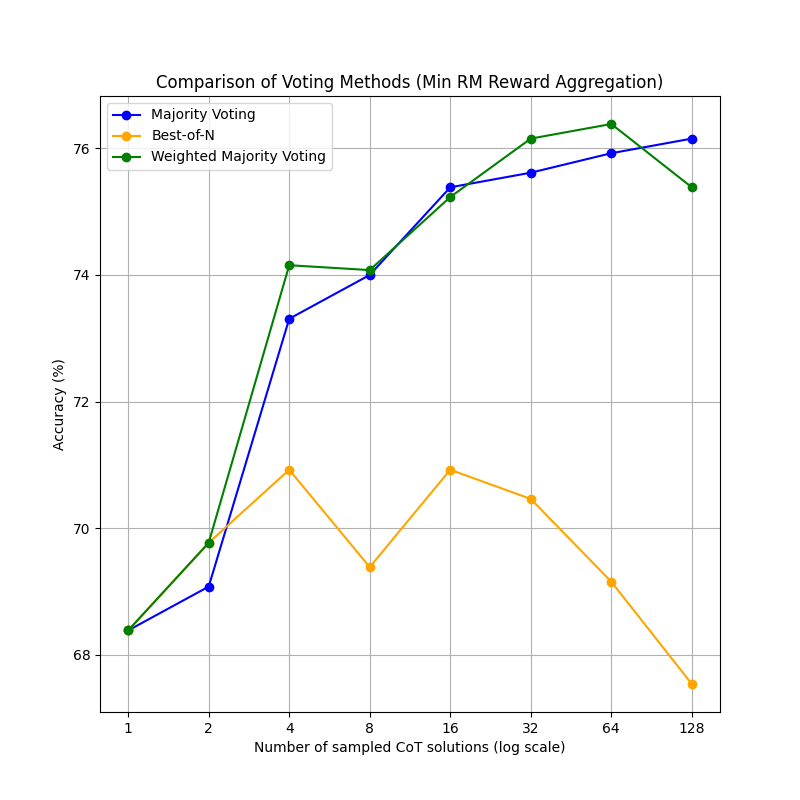 Comparison of Voting Methods (Min RM Reward Aggregation)
Majority Voting
Best-of-N
Weighted Majority Voting
Accuracy (%)
76
74
72
70
68
1 2 4 8 16 32 64 128
Number of sampled CoT solutions (log scale)